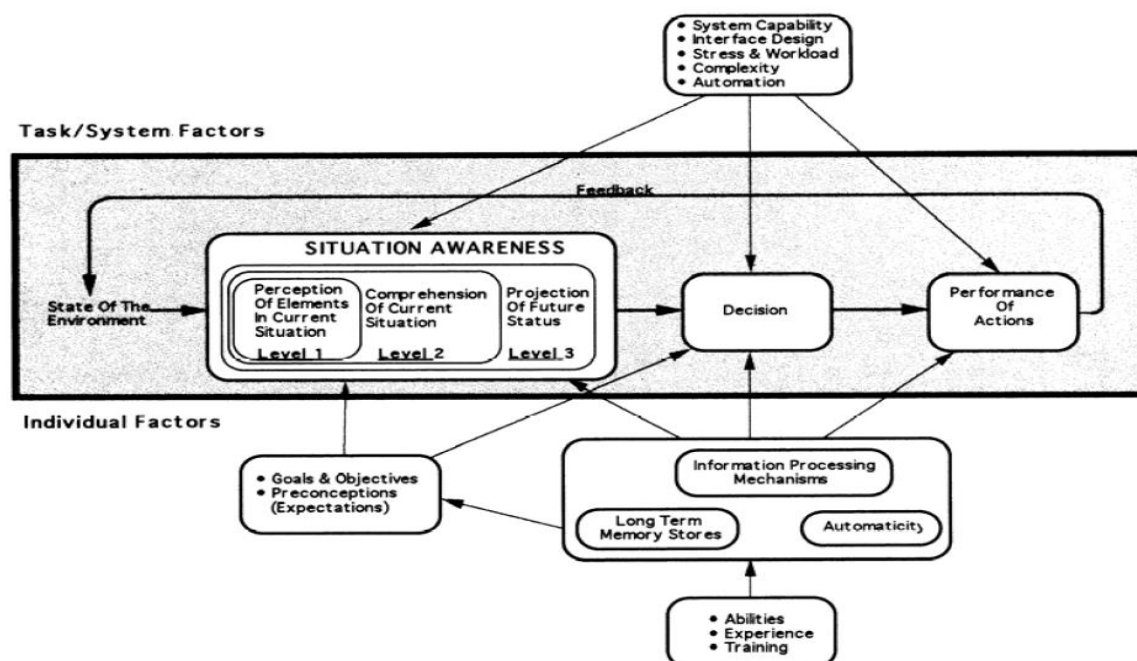 • System Capability
• Interface Design
• Stress & Workload
• Complexity
• Automation
Task/System Factors
Feedback
SITUATION AWARENESS
State Of The
Environment
Perception
Of Elements
In Current
Situation
Level 1
Comprehension
Of Current
Situation
Level 2
Projection
Of Future
Status
Level 3
Decision
Performance
Of
Actions
Individual Factors
• Goals & Objectives
• Preconceptions
(Expectations)
Information Processing
Mechanisms
Long Term
Memory Stores
Automaticity
• Abilities
• Experience
• Training